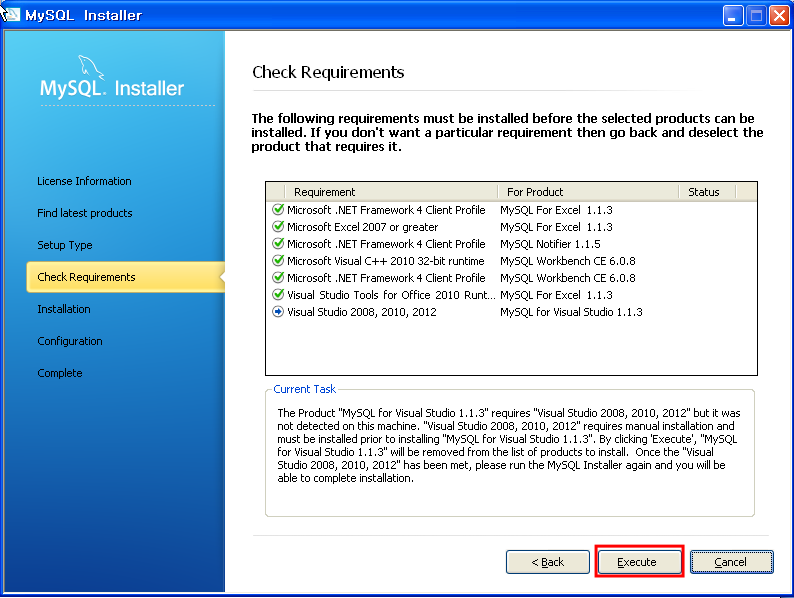 MySQL Installer
MySQL. Installer
Check Requirements
The following requirements must be installed before the selected products can be
installed. If you don't want a particular requirement then go back and deselect the
product that requires it.
License Information
Find latest products
Setup Type
Check Requirements
Installation
Configuration
Complete
Requirement For Product Status
Microsoft .NET Framework 4 Client Profile MySQL For Excel 1.1.3
Microsoft Excel 2007 or greater MySQL For Excel 1.1.3
Microsoft .NET Framework 4 Client Profile MySQL Notifier 1.1.5
Microsoft Visual C++ 2010 32-bit runtime MySQL Workbench CE 6.0.8
Microsoft .NET Framework 4 Client Profile MySQL Workbench CE 6.0.8
Visual Studio Tools for Office 2010 Runt... MySQL For Excel 1.1.3
Visual Studio 2008, 2010, 2012 MySQL for Visual Studio 1.1.3
Current Task
The Product "MySQL for Visual Studio 1.1.3" requires "Visual Studio 2008, 2010, 2012" but it was
not detected on this machine. "Visual Studio 2008, 2010, 2012" requires manual installation and
must be installed prior to installing "MySQL for Visual Studio 1.1.3". By clicking 'Execute', "MySQL
for Visual Studio 1.1.3" will be removed from the list of products to install. Once the "Visual
Studio 2008, 2010, 2012" has been met, please run the MySQL Installer again and you will be
able to complete installation.
< Back
Execute
Cancel